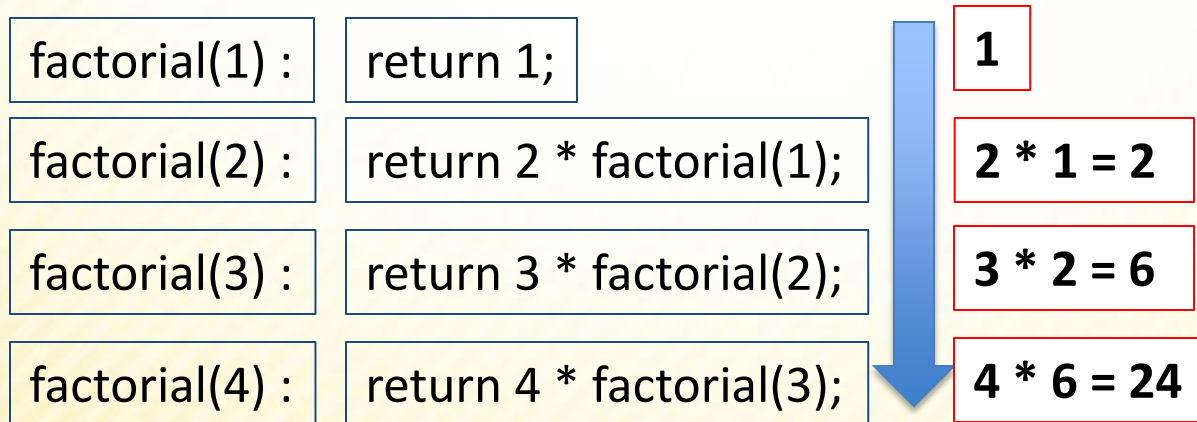 factorial(1) : return 1; 1
factorial(2) : return 2 * factorial(1); 2 * 1 = 2
factorial(3) : return 3 * factorial(2); 3 * 2 = 6
factorial(4) : return 4 * factorial(3); 4 * 6 = 24